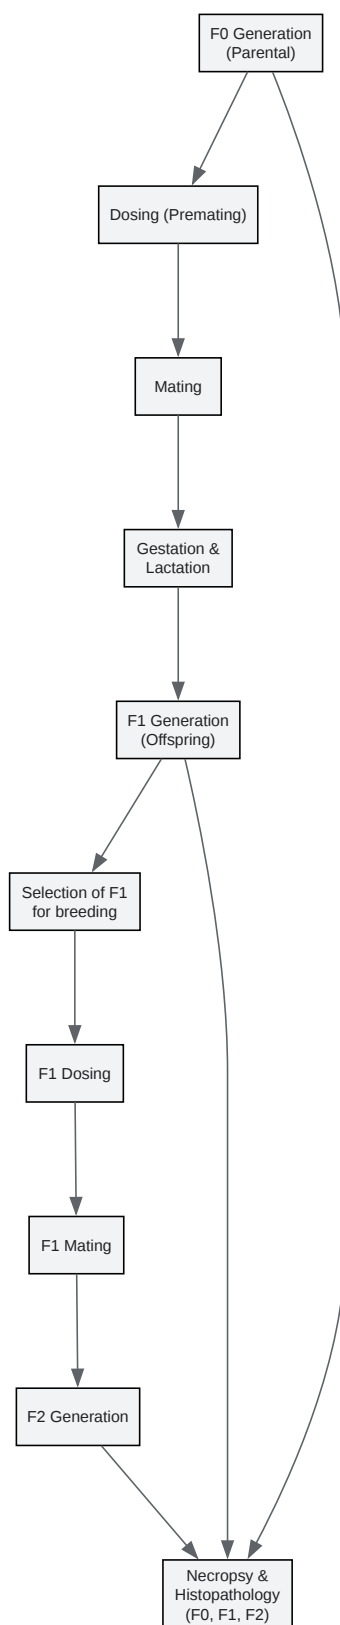 F0 Generation
(Parental)
Dosing (Premating)
Mating
Gestation &
Lactation
F1 Generation
(Offspring)
Selection of F1
for breeding
F1 Dosing
F1 Mating
F2 Generation
Necropsy &
Histopathology
(F0, F1, F2)